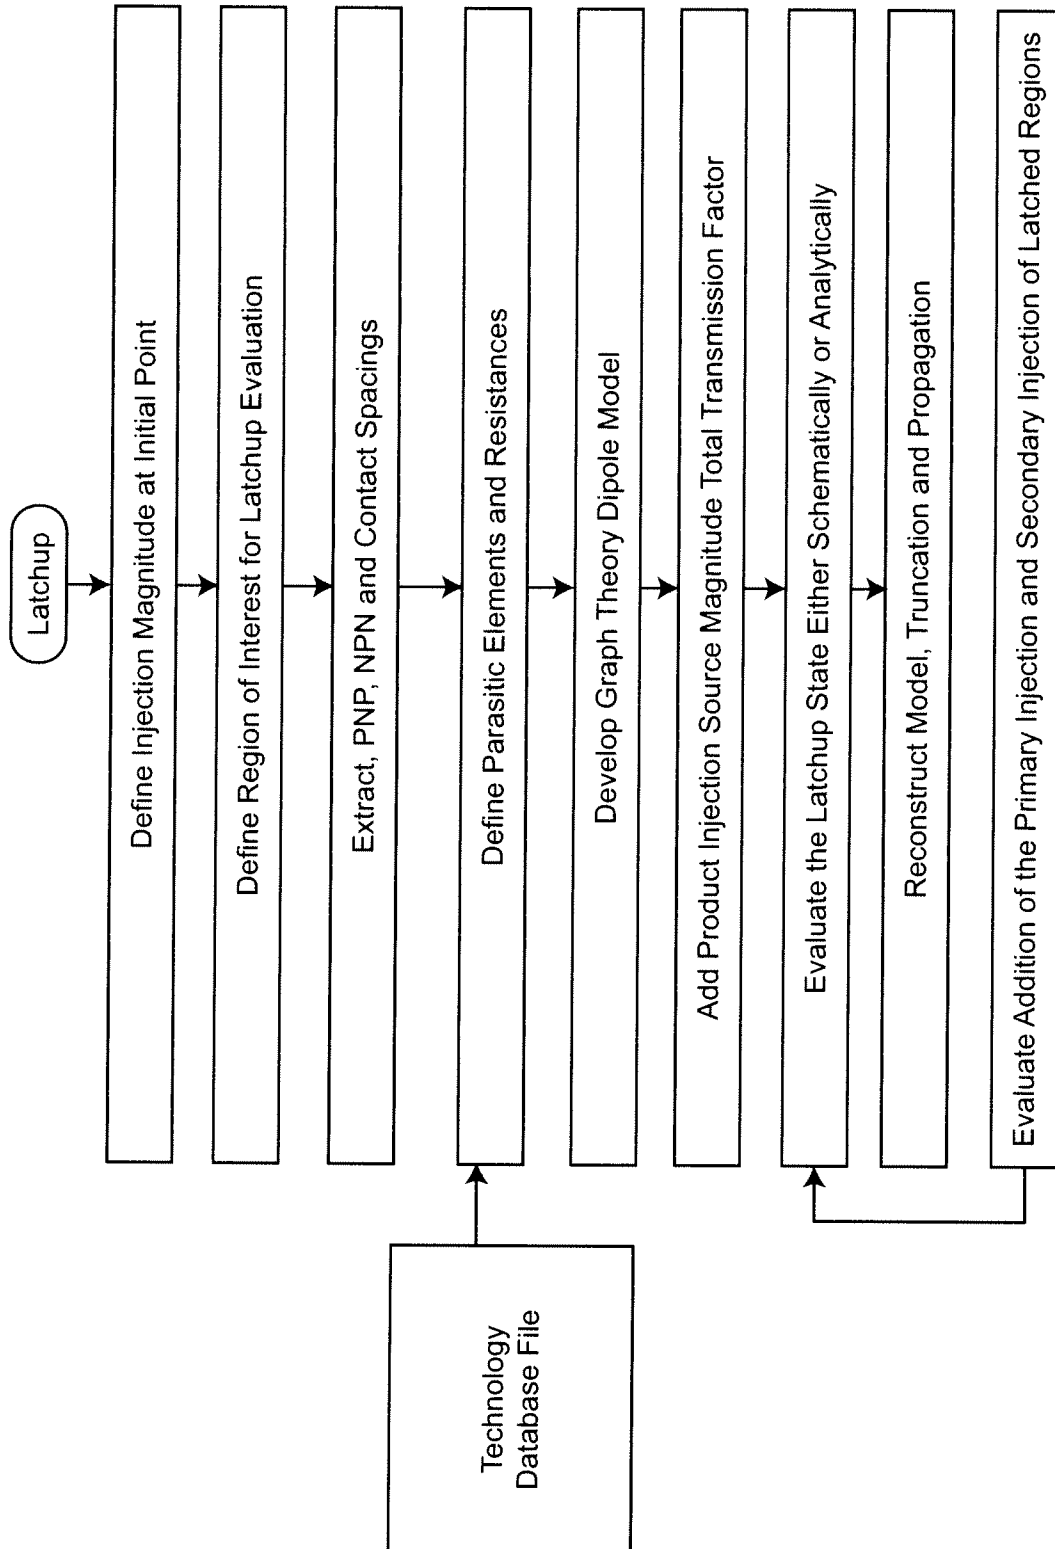 Latchup
Define Injection Magnitude at Initial Point
Define Region of Interest for Latchup Evaluation
Extract, PNP, NPN and Contact Spacings
Technology
Database File
Define Parasitic Elements and Resistances
Develop Graph Theory Dipole Model
Add Product Injection Source Magnitude Total Transmission Factor
Evaluate the Latchup State Either Schematically or Analytically
Reconstruct Model, Truncation and Propagation
Evaluate Addition of the Primary Injection and Secondary Injection of Latched Regions